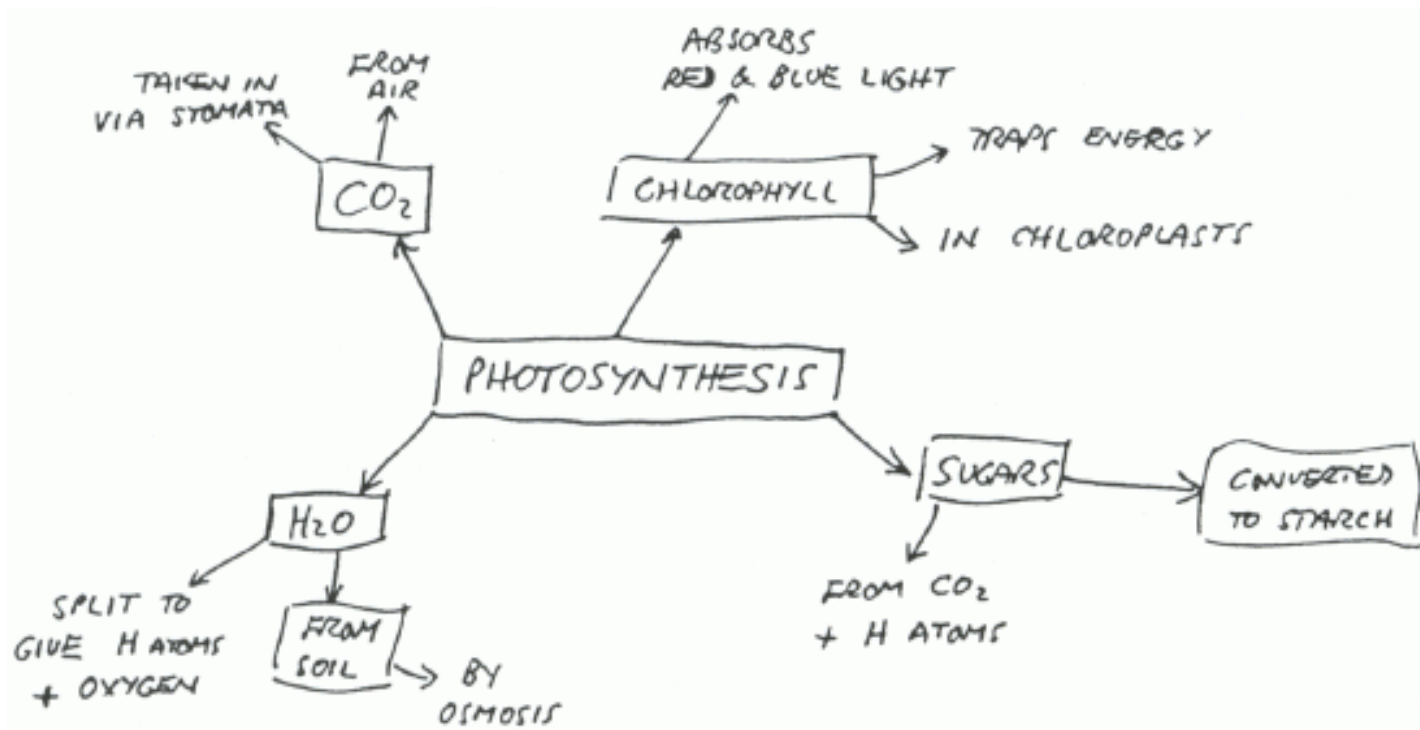 TAKEN IN
VIA STOMATA
FROM
AIR
CO₂
ABSORBS
RED & BLUE LIGHT
CHLOROPHYLL
TRAPS ENERGY
IN CHLOROPLASTS
PHOTOSYNTHESIS
H2O
SPLIT TO
GIVE H ATOMS
+ OXYGEN
FROM
SOIL
BY
OSMOSIS
SUGARS
FROM CO₂
+ H ATOMS
CONVERTED
TO STARCH